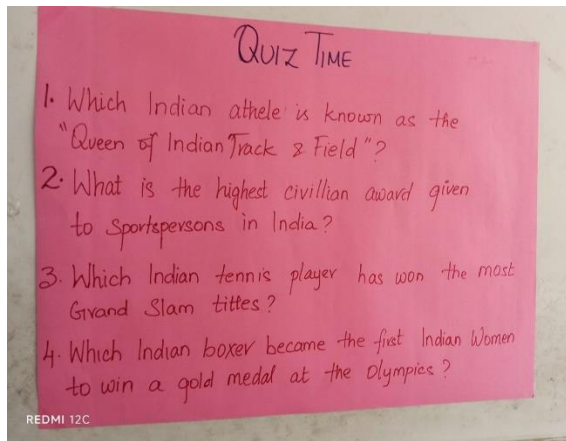 QUIZ TIME
1. Which Indian athele is known as the
"Queen of Indian Track & Field"?
2. What is the highest civillian award given
to Sportspersons in India?
3. Which Indian tennis player has won the most
Grand Slam tittes?
4. Which Indian boxer became the first Indian Women
to win a gold medal at the Olympics?
REDMI 12C